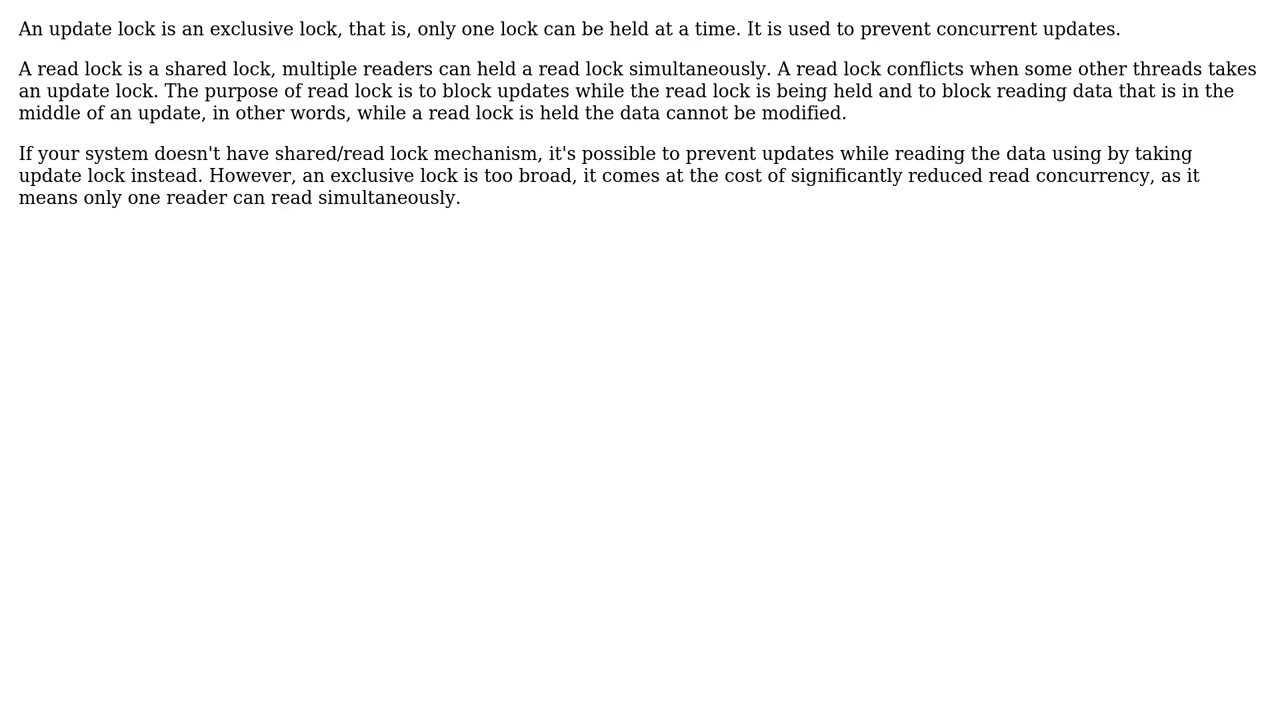 An update lock is an exclusive lock, that is, only one lock can be held at a time. It is used to prevent concurrent updates.
A read lock is a shared lock, multiple readers can held a read lock simultaneously. A read lock conflicts when some other threads takes
an update lock. The purpose of read lock is to block updates while the read lock is being held and to block reading data that is in the
middle of an update, in other words, while a read lock is held the data cannot be modified.
If your system doesn't have shared/read lock mechanism, it's possible to prevent updates while reading the data using by taking
update lock instead. However, an exclusive lock is too broad, it comes at the cost of significantly reduced read concurrency, as it
means only one reader can read simultaneously.